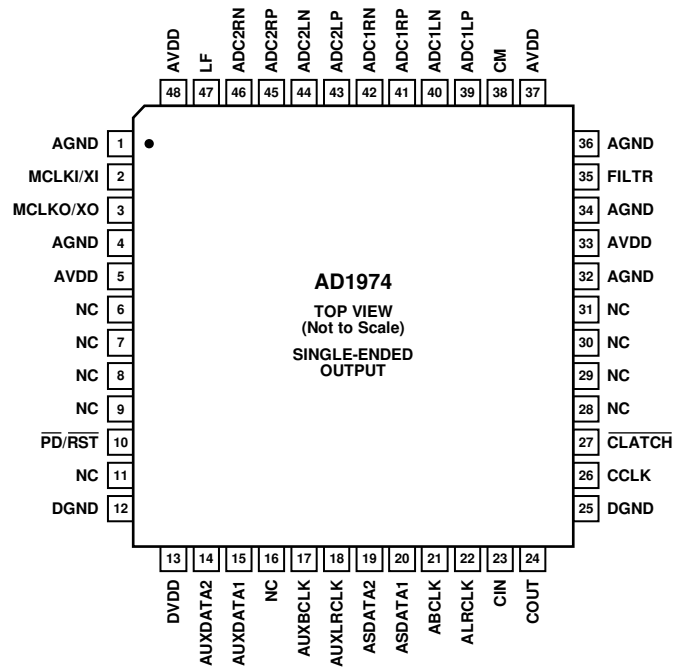 AVDD
LF
ADC2RN
ADC2RP
ADC2LN
ADC2LP
ADC1RN
ADC1RP
ADC1LN
ADC1LP
CM
AVDD
48 47 46 45 44 43 42 41 40 39 38 37
AGND 1
MCLKI/XI 2
MCLKO/XO 3
AGND 4
AVDD 5
NC 6
NC 7
NC 8
NC 9
PD/RST 10
NC 11
DGND 12
AD1974
TOP VIEW
(Not to Scale)
SINGLE-ENDED
OUTPUT
36 AGND
35 FILTR
34 AGND
33 AVDD
32 AGND
31 NC
30 NC
29 NC
28 NC
27 CLATCH
26 CCLK
25 DGND
13 14 15 16 17 18 19 20 21 22 23 24
DVDD
AUXDATA2
AUXDATA1
NC
AUXBCLK
AUXLRCLK
ASDATA2
ASDATA1
ABCLK
ALRCLK
CIN
COUT